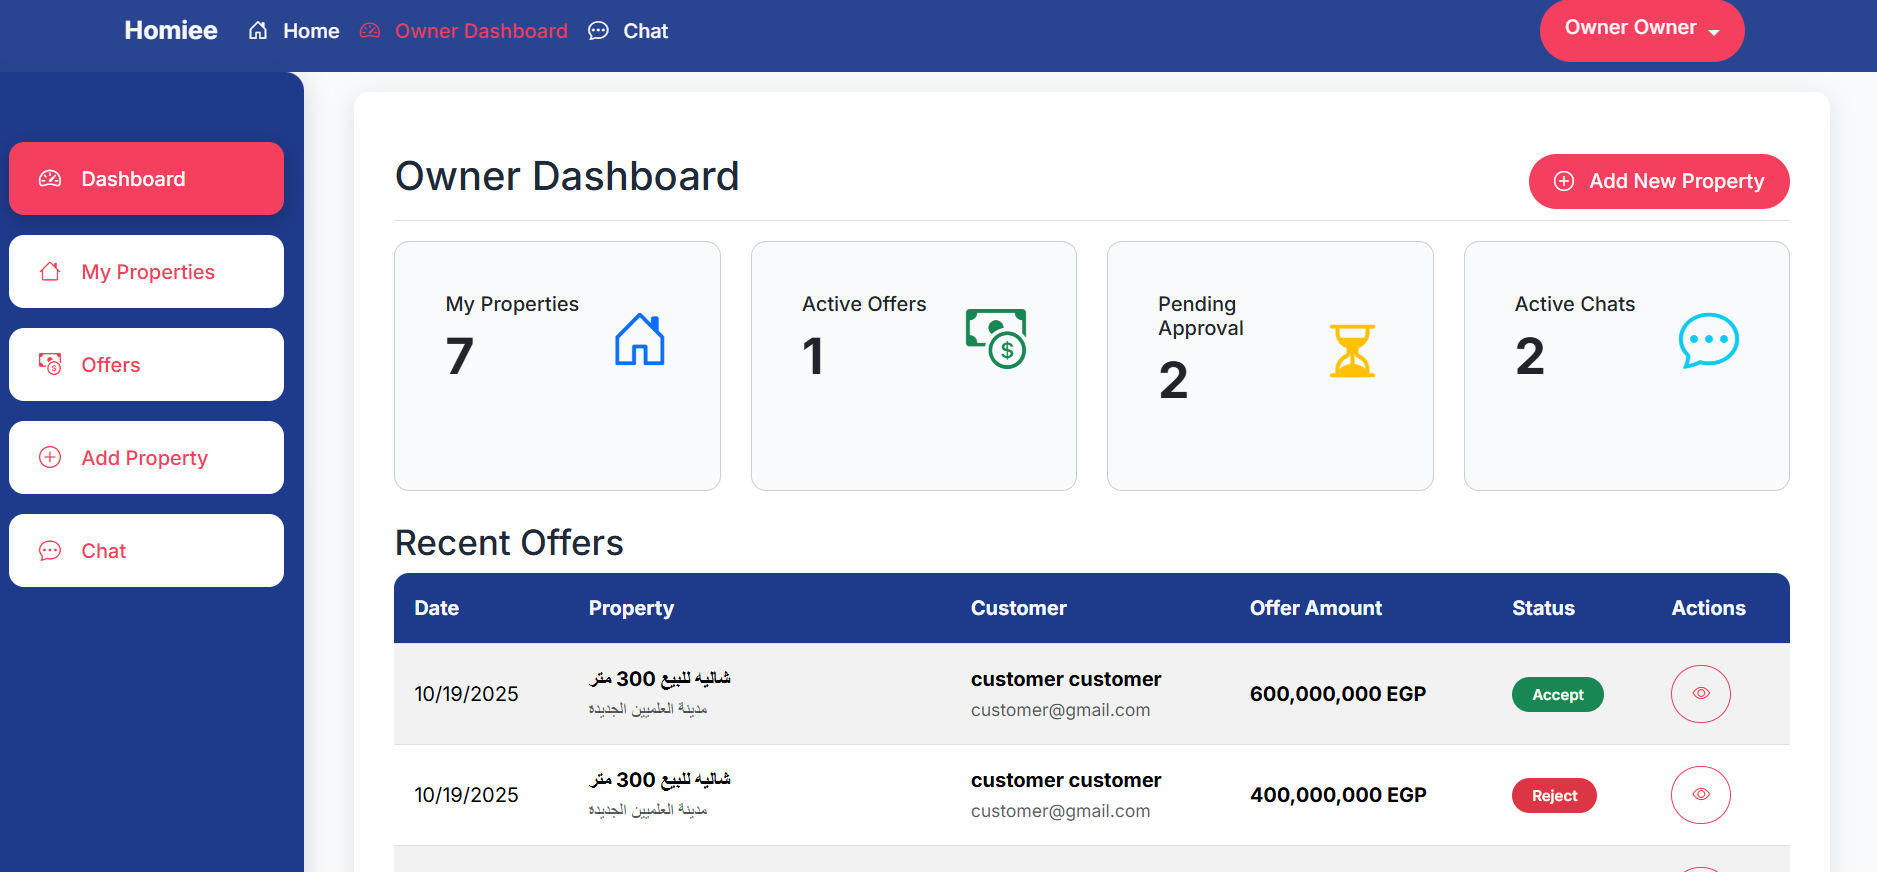 Homiee Home Owner Dashboard Chat Owner Owner
Dashboard
My Properties
Offers
Add Property
Chat
Owner Dashboard
Add New Property
My Properties
7
Active Offers
1
Pending
Approval
2
Active Chats
2
Recent Offers
Date Property Customer Offer Amount Status Actions
10/19/2025 شاليه للبيع 300 متر customer customer 600,000,000 EGP Accept
مدينة العلميين الجديدة customer@gmail.com
10/19/2025 شاليه للبيع 300 متر customer customer 400,000,000 EGP Reject
مدينة العلميين الجديدة customer@gmail.com